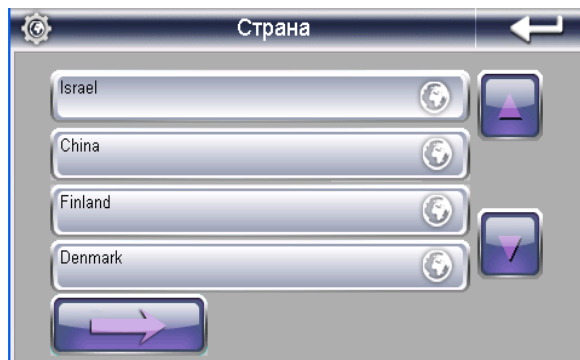 Страна
Israel
China
Finland
Denmark